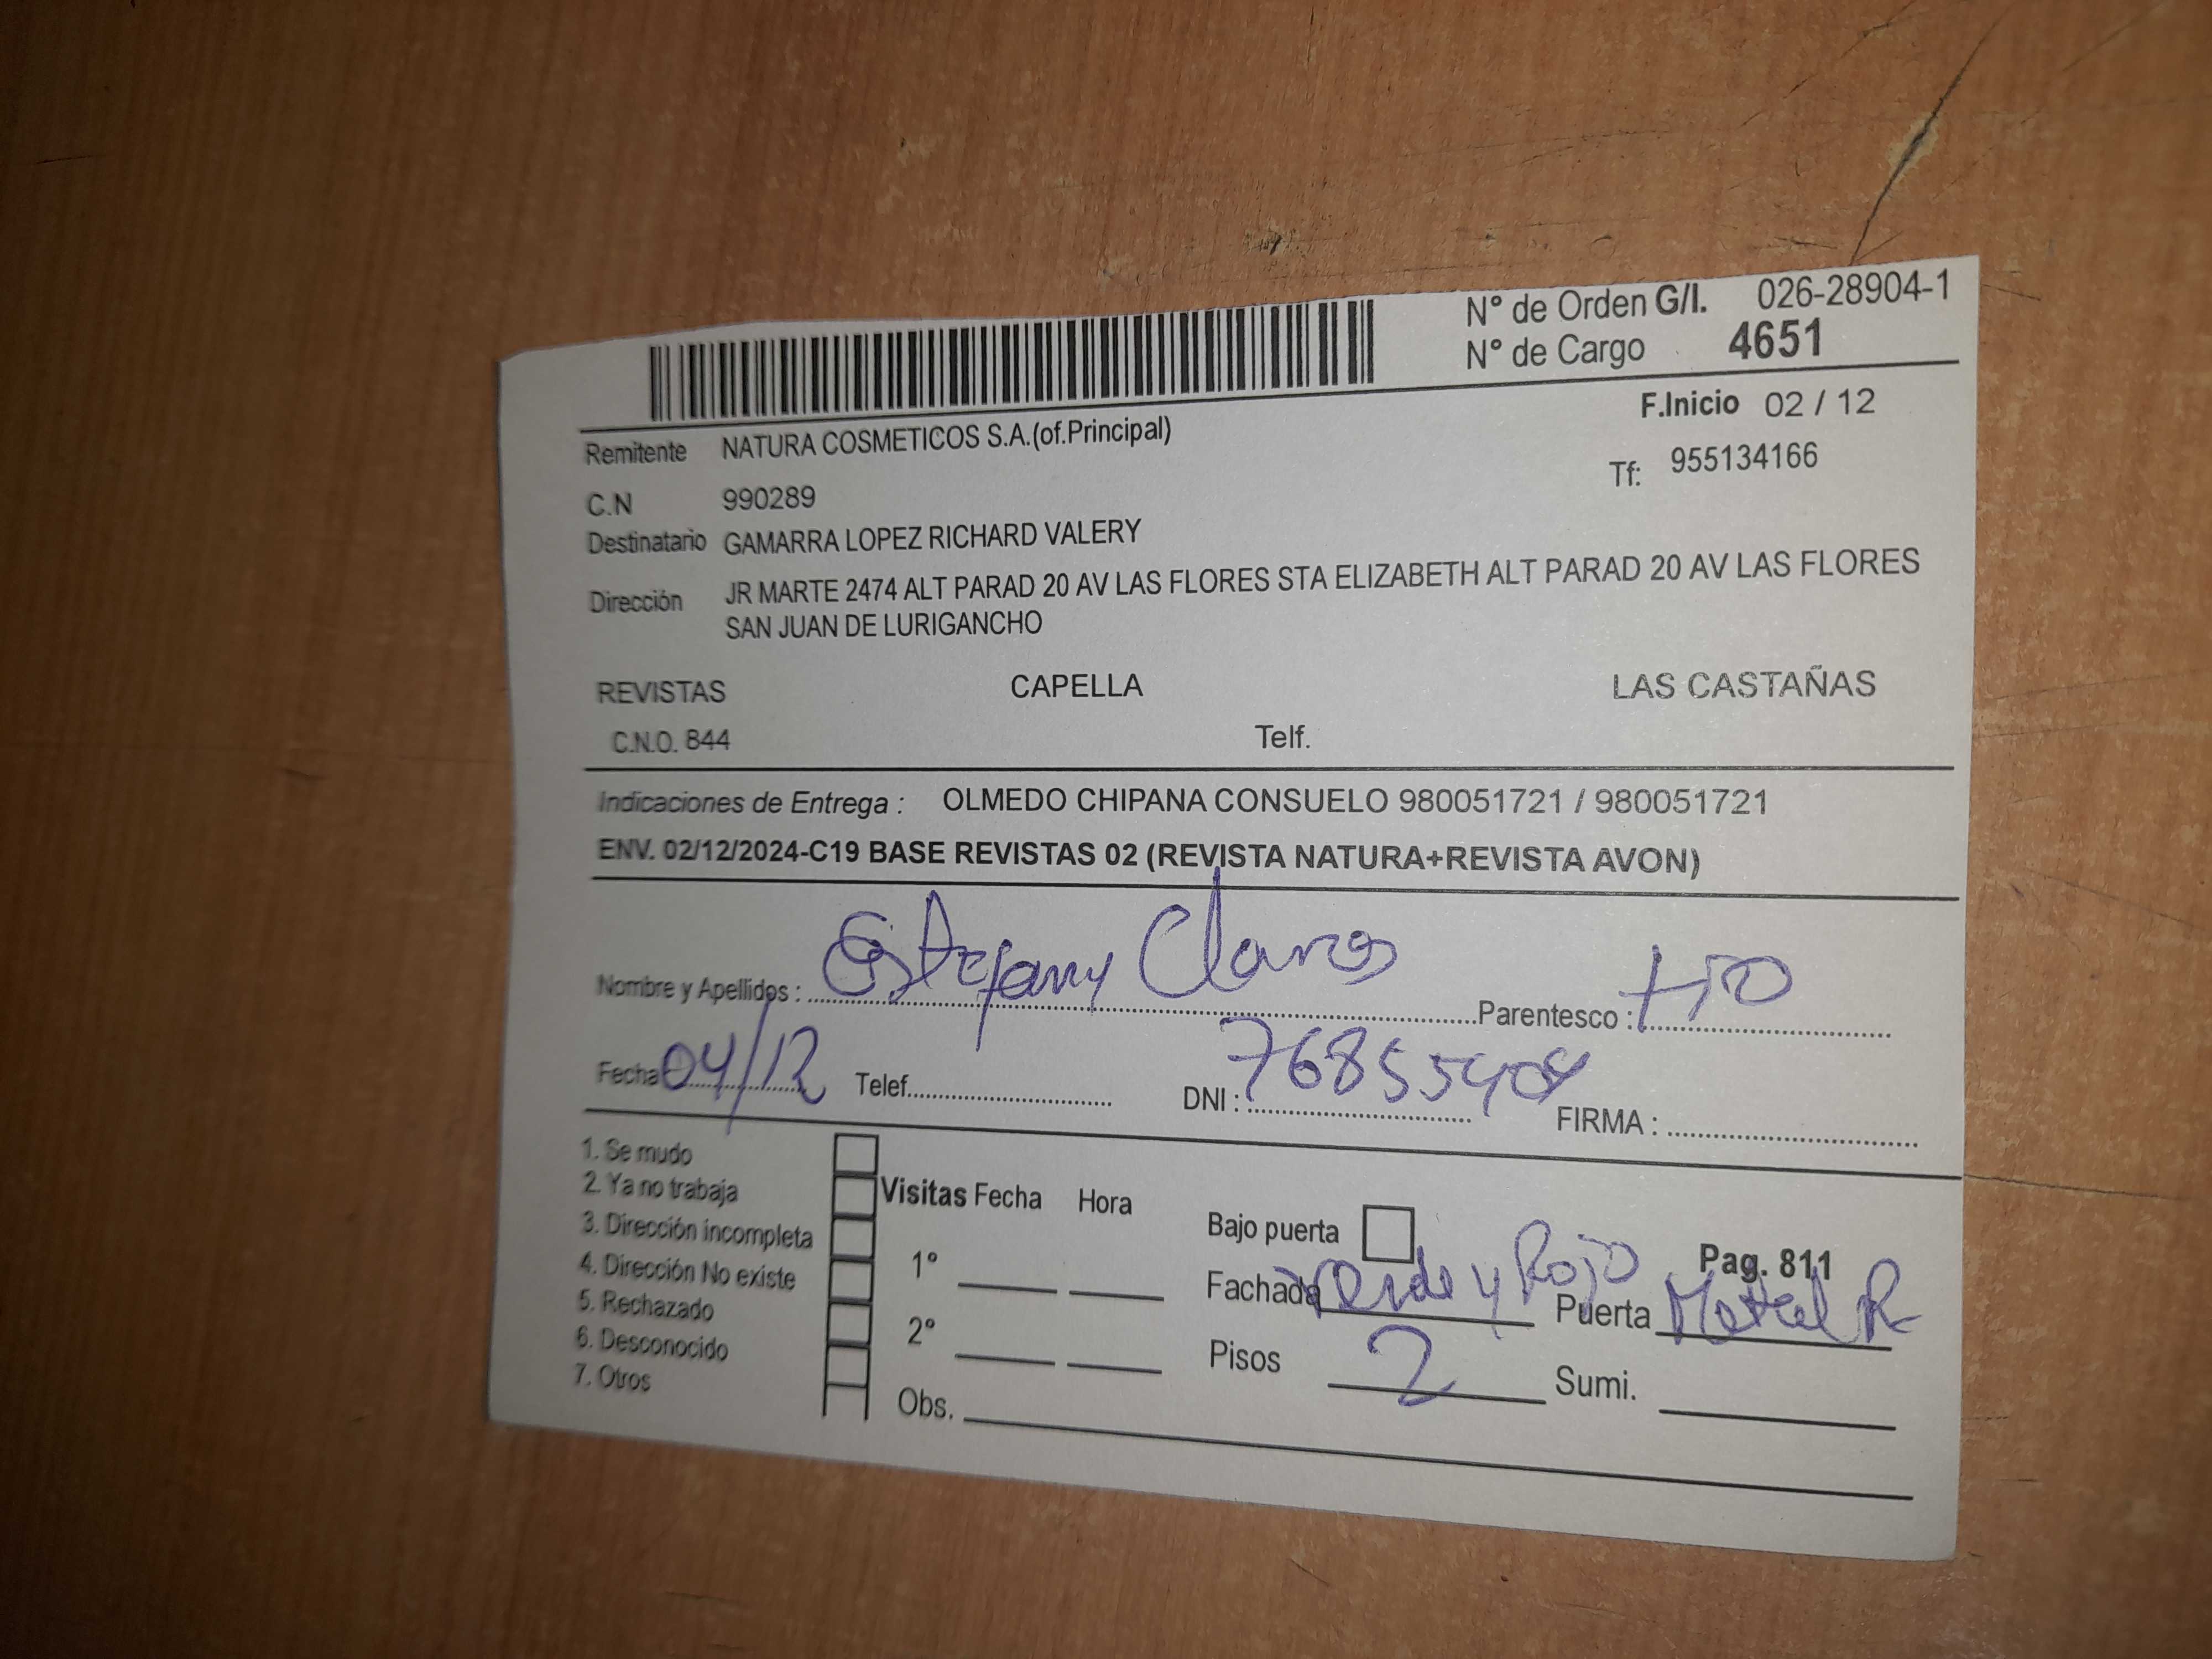 N° de Orden G/I. 026-28904-1
N° de Cargo 4651
F.Inicio 02 / 12
Remitente NATURA COSMETICOS S.A.(of.Principal)
Tf: 955134166
C.N 990289
Destinatario GAMARRA LOPEZ RICHARD VALERY
Dirección JR MARTE 2474 ALT PARAD 20 AV LAS FLORES STA ELIZABETH ALT PARAD 20 AV LAS FLORES
SAN JUAN DE LURIGANCHO
REVISTAS CAPELLA LAS CASTAÑAS
C.N.O. 844 Telf.
Indicaciones de Entrega : OLMEDO CHIPANA CONSUELO 980051721 / 980051721
ENV. 02/12/2024-C19 BASE REVISTAS 02 (REVISTA NATURA+REVISTA AVON)
Nombre y Apellidos : Estefany Claros Parentesco : tio
Fecha 04/12 Telef. DNI : FIRMA :
1. Se mudo
2. Ya no trabaja
3. Dirección incompleta
4. Dirección No existe
5. Rechazado
6. Desconocido
7. Otros
Visitas Fecha Hora
1°
2°
Obs.
Bajo puerta Pag. 811
Fachada Verde y Rojo Puerta Metal R
Pisos 2 Sumi.